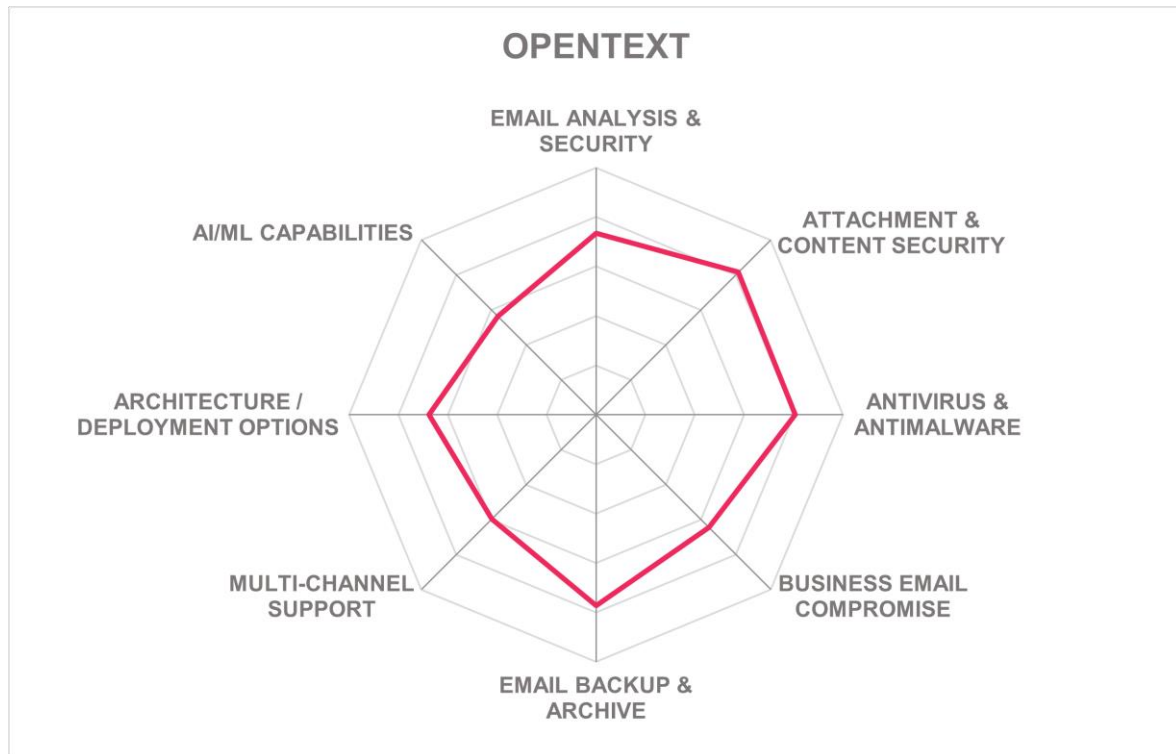 OPENTEXT
EMAIL ANALYSIS &
SECURITY
ATTACHMENT &
CONTENT SECURITY
AI/ML CAPABILITIES
ANTIVIRUS &
ANTIMALWARE
ARCHITECTURE /
DEPLOYMENT OPTIONS
BUSINESS EMAIL
COMPROMISE
MULTI-CHANNEL
SUPPORT
EMAIL BACKUP &
ARCHIVE